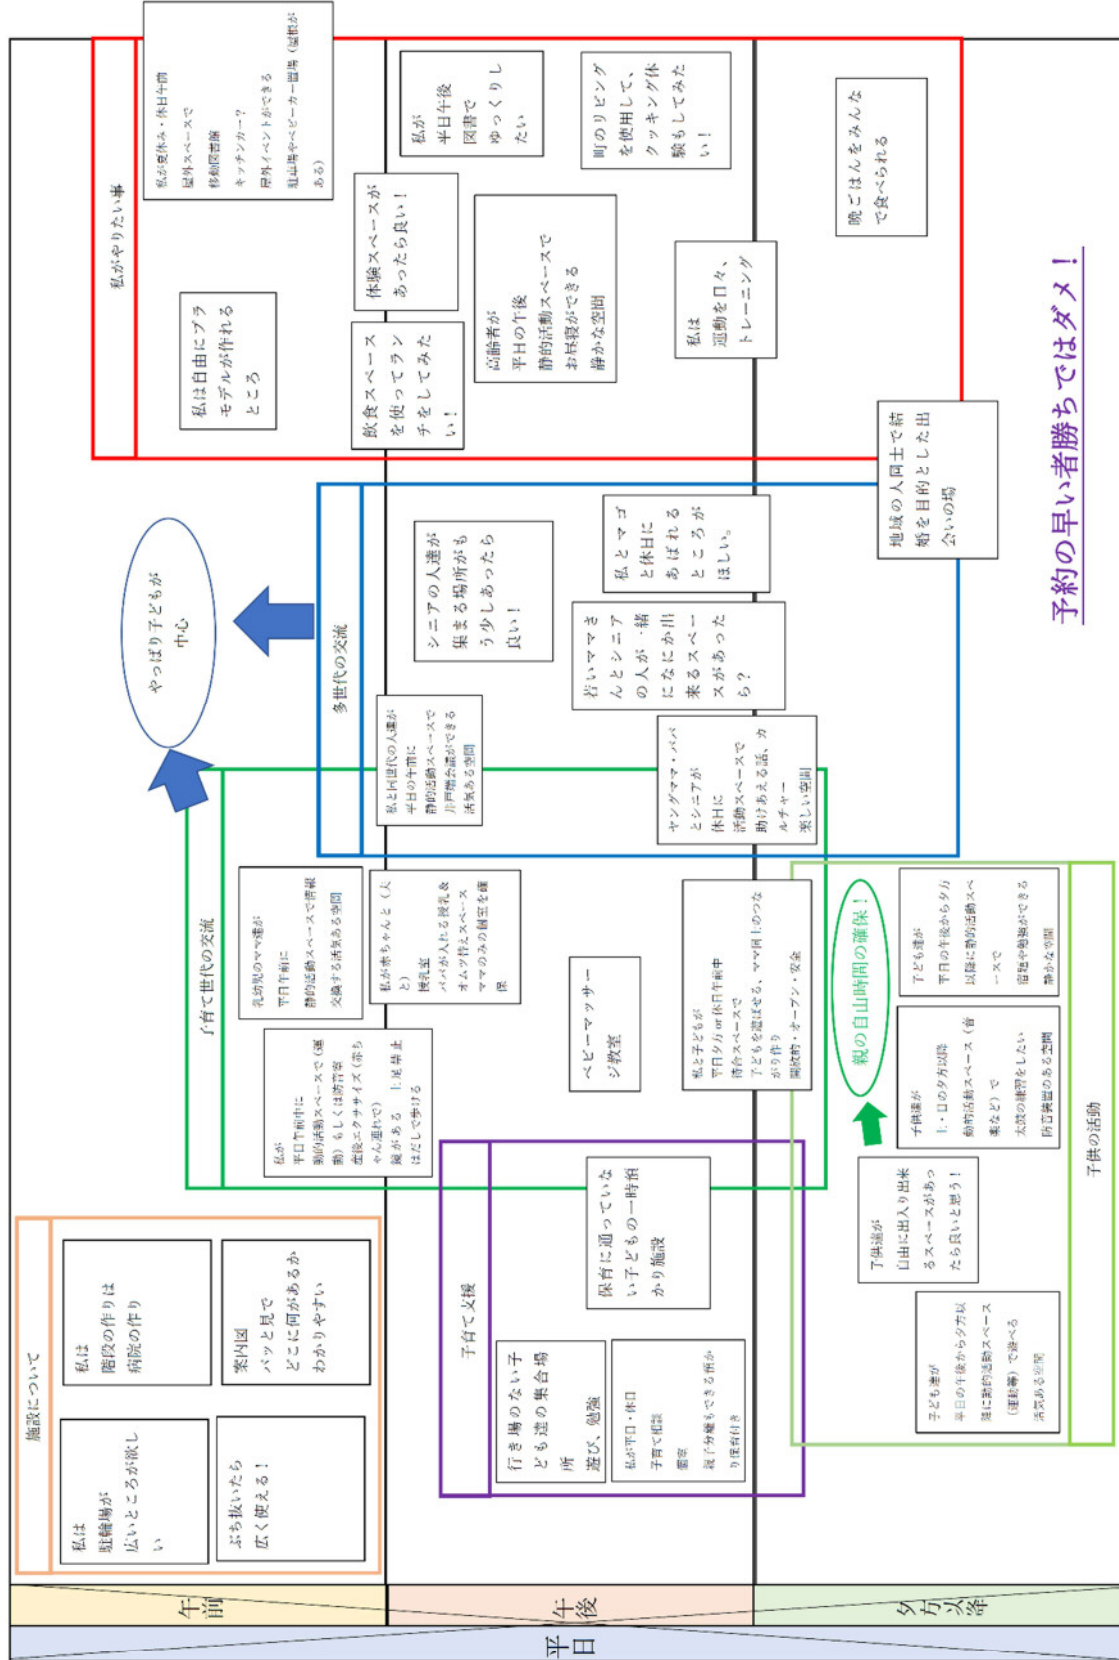 平日
午前
午後
夕方以降
施設について
私は
駐輪場が
広いところが欲し
い
私は
階段の作りは
病院の作り
ぶち抜いたら
広く使える!
案内図
パッと見で
どこに何があるか
わかりやすい
子育て世代の交流
乳幼児のママ達が
平日午前に
静的活動スペースで情報
交換する活気ある空間
私が
平日午前中に
動的活動スペースで(運
動)もしくは防音室
産後エクササイズ(赤ち
ゃん連れで)
鏡がある 土足禁止
はだしで歩ける
私が赤ちゃんと(夫
と)
授乳室
パパが入れる授乳&
オムツ替えスペース
ママのみの個室を確
保
ベビーマッサー
ジ教室
私と子どもが
平日夕方or休日午前中
待合スペースで
子どもを遊ばせる、ママ同士のつな
がり作り
開放的・オープン・安全
多世代の交流
私と同世代の人達が
平日の午前に
静的活動スペースで
井戸端会議ができる
活気ある空間
シニアの人達が
集まる場所がも
う少しあったら
良い!
若いママさ
んとシニア
の人が一緒
になにか出
来るスペー
スがあった
ら?
私とマゴ
と休日に
あばれる
ところが
ほしい。
ヤングママ・パパ
とシニアが
休日に
活動スペースで
助けあえる話、カ
ルチャー
楽しい空間
地域の人同士で結
婚を目的とした出
会いの場
やっぱり子どもが
中心
私がやりたい事
私は自由にプラ
モデルが作れる
ところ
私が夏休み・休日午前
屋外スペースで
移動図書館
キッチンカー?
屋外イベントができる
駐車場やベビーカー置場(屋根が
ある)
飲食スペース
を使ってラン
チをしてみた
い!
体験スペースが
あったら良い!
私が
平日午後
図書で
ゆっくりし
たい
高齢者が
平日の午後
静的活動スペースで
お昼寝ができる
静かな空間
町のリビング
を使用して、
クッキング体
験もしてみた
い!
私は
運動を日々、
トレーニング
晩ごはんをみんな
で食べられる
子育て支援
行き場のない子
ども達の集合場
所
遊び、勉強
私が平日・休日
子育て相談
個室
親子分離もできる預か
り保育付き
保育に通っていな
い子どもの一時預
かり施設
子供の活動
子ども達が
平日の午後から夕方以
降に動的活動スペース
(運動等)で遊べる
活気ある空間
子供達が
自由に出入り出来
るスペースがあっ
たら良いと思う!
子供達が
土・日の夕方以降
動的活動スペース(音
楽など)で
太鼓の練習をしたい
防音装置のある空間
子ども達が
平日の午後から夕方
以降に静的活動スペ
ースで
宿題や勉強ができる
静かな空間
親の自由時間の確保!
予約の早い者勝ちではダメ!